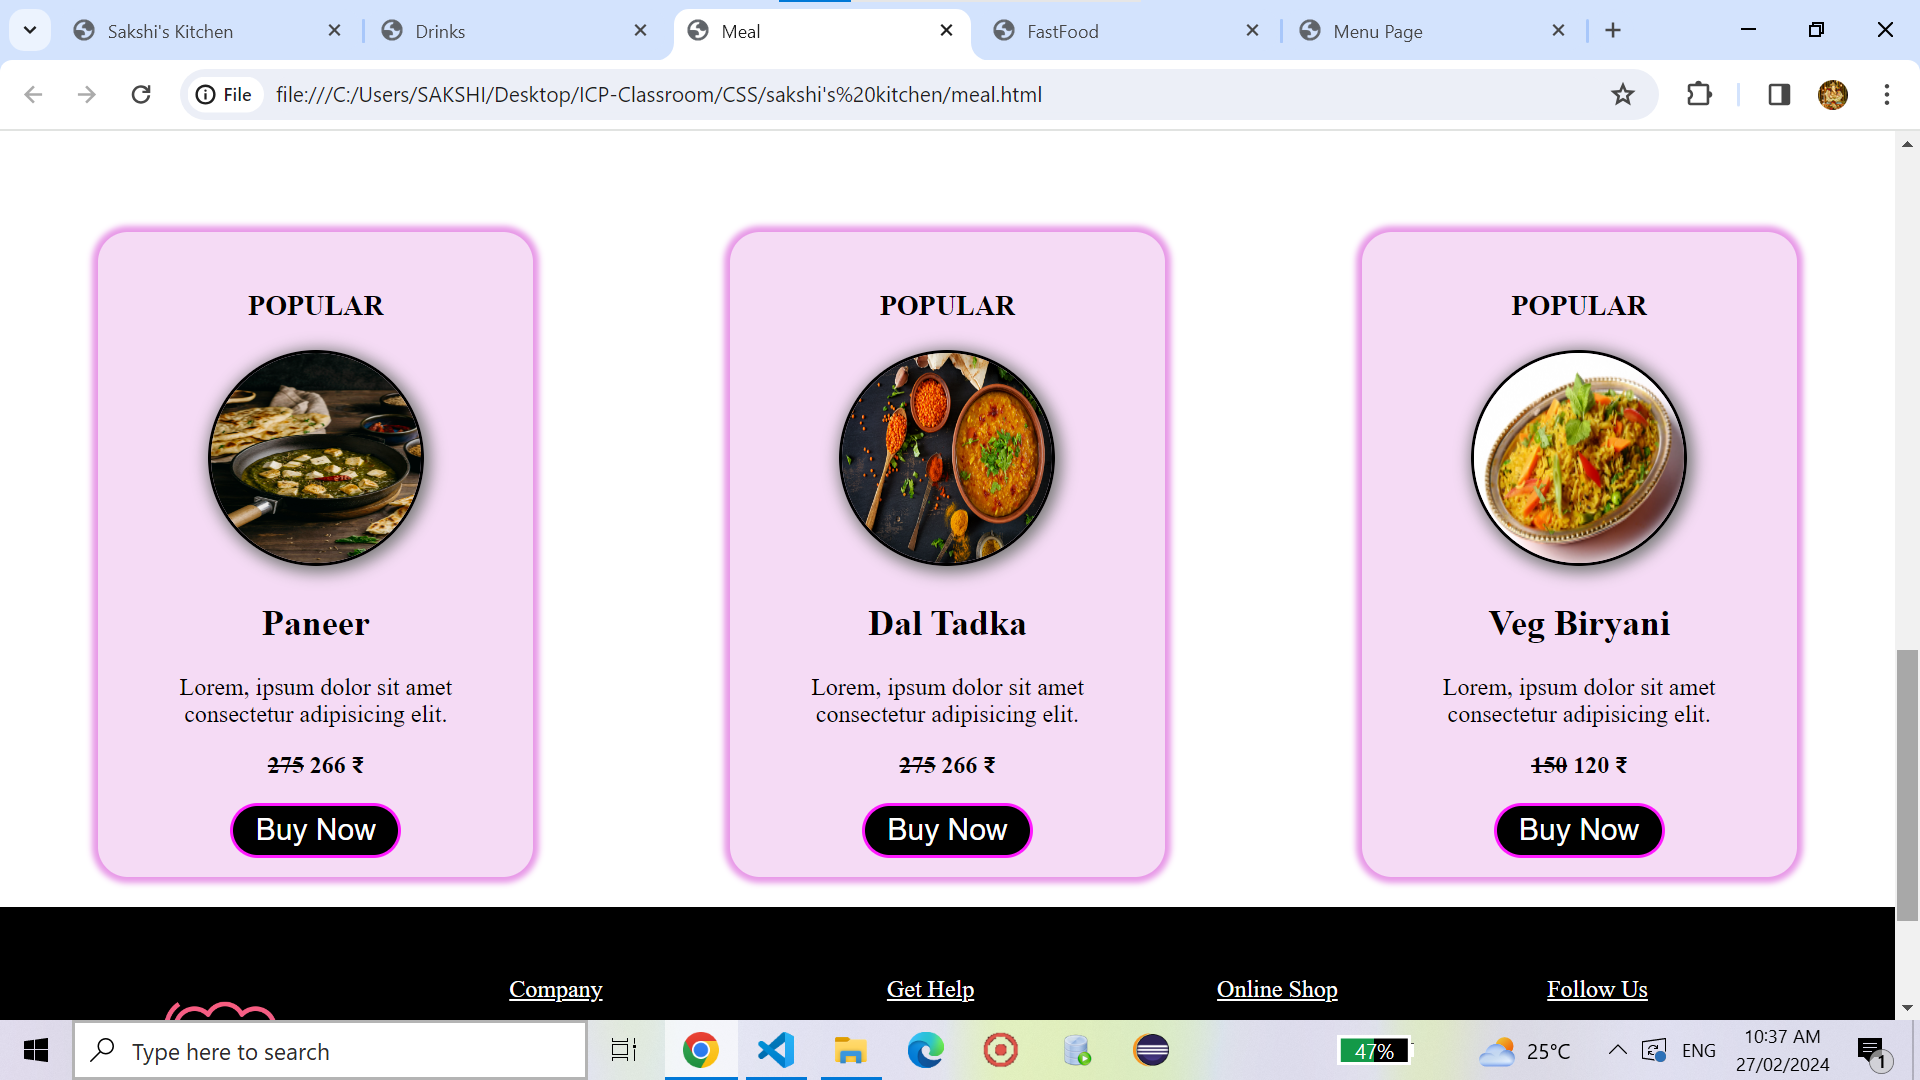 Sakshi's Kitchen
Drinks
Meal
FastFood
Menu Page
File
file:///C:/Users/SAKSHI/Desktop/ICP-Classroom/CSS/sakshi's%20kitchen/meal.html
POPULAR
POPULAR
POPULAR
Paneer
Dal Tadka
Veg Biryani
Lorem, ipsum dolor sit amet
consectetur adipisicing elit.
Lorem, ipsum dolor sit amet
consectetur adipisicing elit.
Lorem, ipsum dolor sit amet
consectetur adipisicing elit.
275 266 ₹
275 266 ₹
150 120 ₹
Buy Now
Buy Now
Buy Now
Company
Get Help
Online Shop
Follow Us
Type here to search
47%
25°C
ENG
10:37 AM
27/02/2024
1